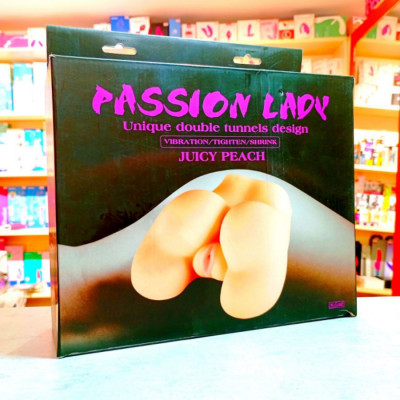 PASSION LADY
Unique double tunnels design
VIBRATION/TIGHTEN/SHRINK
JUICY PEACH